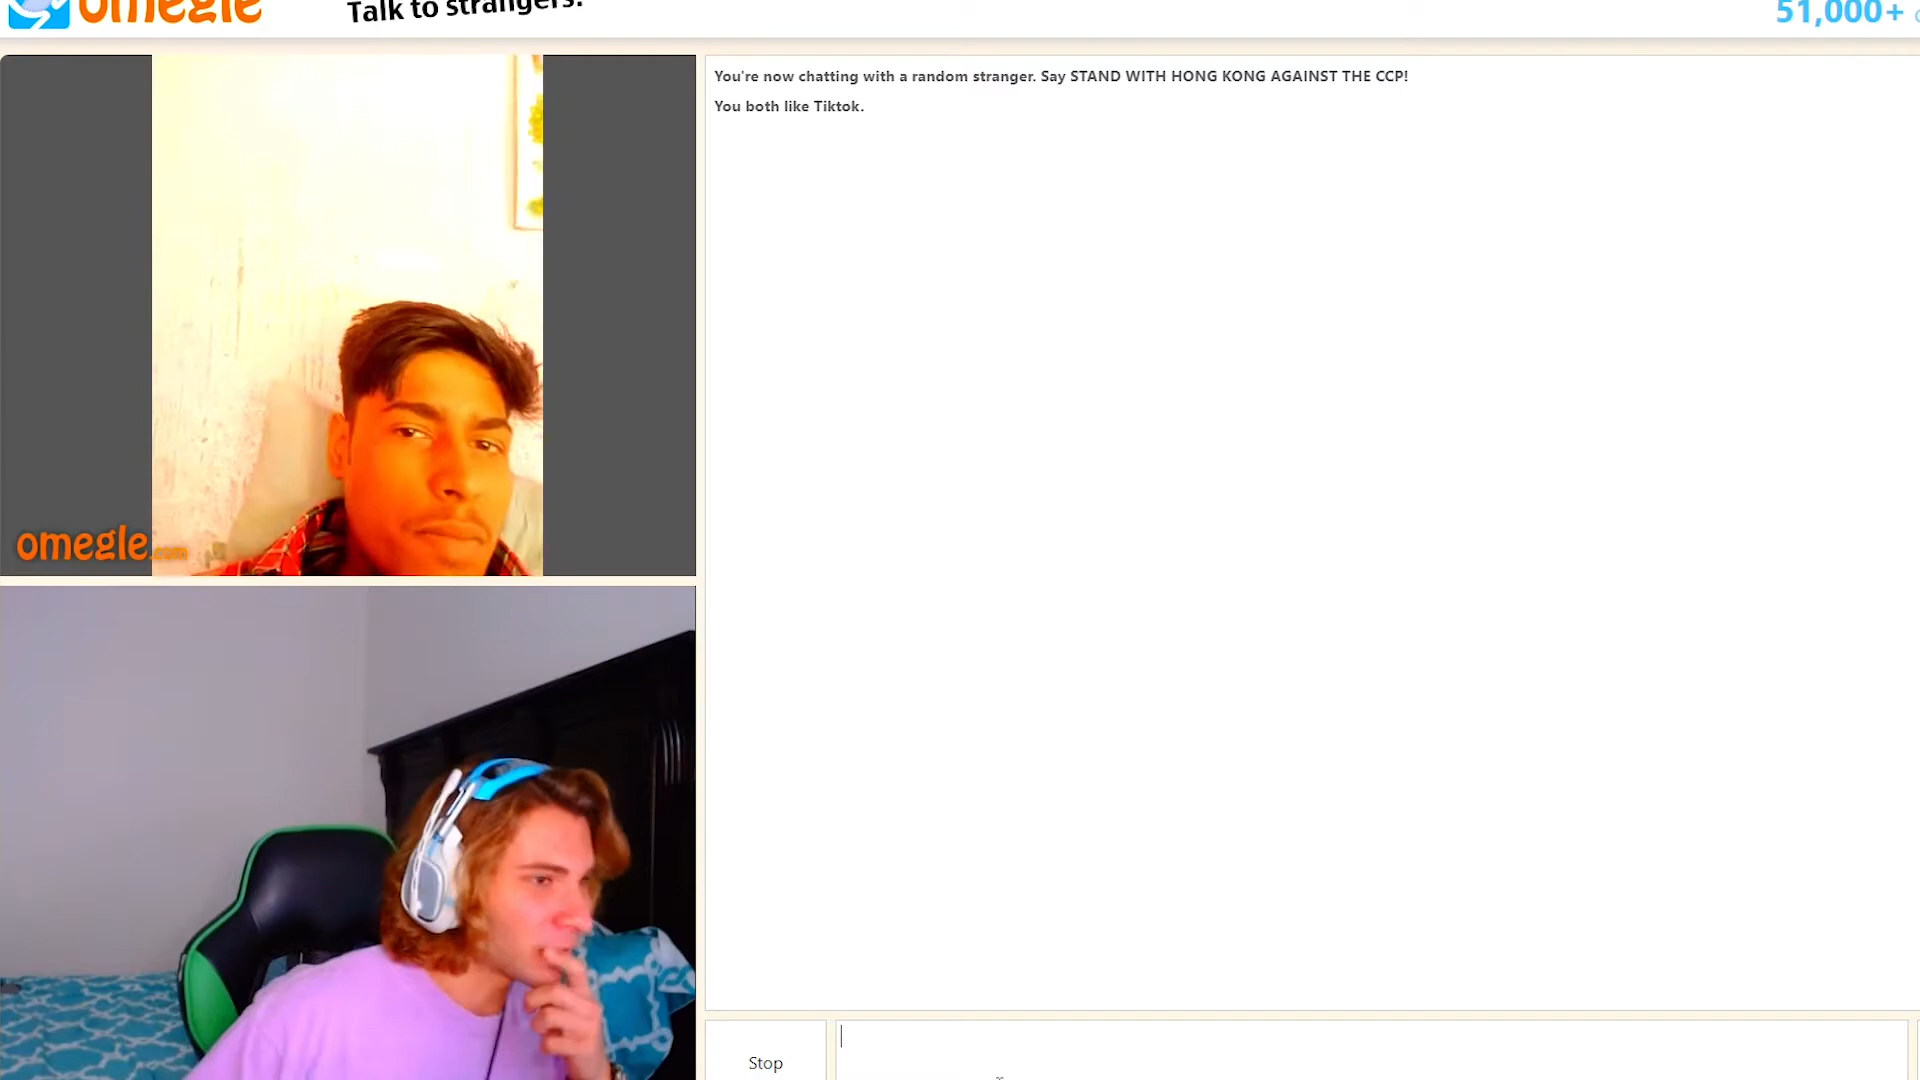 omegle
Talk to strangers!
51,000+
You're now chatting with a random stranger. Say STAND WITH HONG KONG AGAINST THE CCP!
You both like Tiktok.
omegle.com
Stop